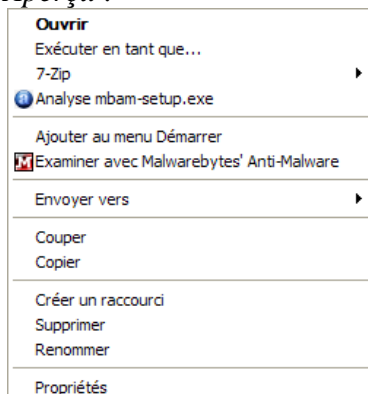 Aperçu :
Ouvrir
Exécuter en tant que...
7-Zip
Analyse mbam-setup.exe
Ajouter au menu Démarrer
Examiner avec Malwarebytes' Anti-Malware
Envoyer vers
Couper
Copier
Créer un raccourci
Supprimer
Renommer
Propriétés